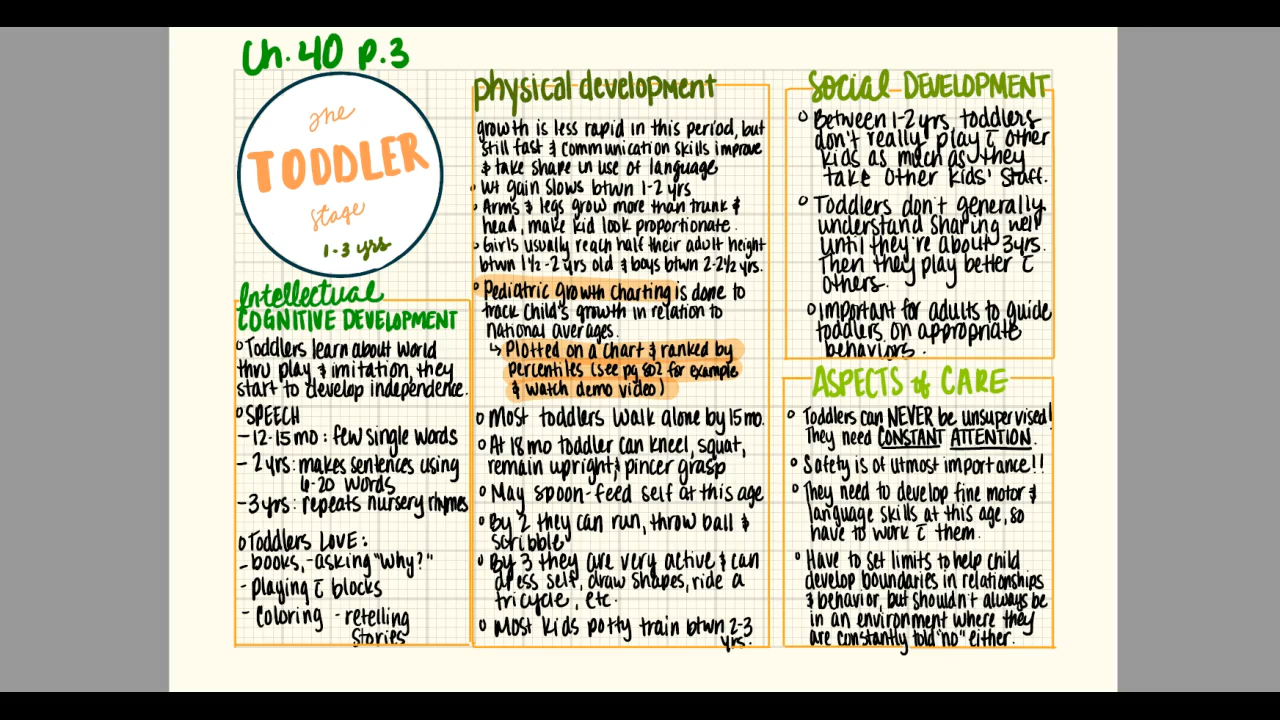 Ch. 40 p.3
The
TODDLER
stage
1-3 yrs
Intellectual
COGNITIVE DEVELOPMENT
Toddlers learn about world
thru play & imitation, they
start to develop independence.
SPEECH
- 12-15 mo: few single words
- 2 yrs: makes sentences using
6-20 words
- 3 yrs: repeats nursery rhymes
Toddlers LOVE:
- books, - asking "Why?"
- playing c̄ blocks
- Coloring - retelling
Stories
physical development
growth is less rapid in this period, but
still fast & communication skills improve
& take shape in use of language
Wt gain slows btwn 1-2 yrs
Arms & legs grow more than trunk &
head, make kid look proportionate.
Girls usually reach half their adult height
btwn 1½-2 yrs old & boys btwn 2-2½ yrs.
Pediatric growth charting is done to
track child's growth in relation to
national averages.
↳ Plotted on a chart & ranked by
percentiles (see pg 802 for example
& watch demo video)
Most toddlers walk alone by 15 mo.
At 18 mo toddler can kneel, squat,
remain upright & pincer grasp
May spoon-feed self at this age
By 2 they can run, throw ball &
scribble
By 3 they are very active & can
dress self, draw shapes, ride a
tricycle, etc.
Most kids potty train btwn 2-3
yrs.
Social DEVELOPMENT
Between 1-2 yrs, toddlers
don't really play c̄ other
kids as much as they
take other kids' stuff.
Toddlers don't generally
understand sharing well
until they're about 3 yrs.
Then they play better c̄
others.
Important for adults to guide
toddlers on appropriate
behaviors.
ASPECTS of CARE
Toddlers can NEVER be unsupervised!
They need CONSTANT ATTENTION.
Safety is of utmost importance!!
They need to develop fine motor &
language skills at this age, so
have to work c̄ them.
Have to set limits to help child
develop boundaries in relationships
& behavior, but shouldn't always be
in an environment where they
are constantly told "no" either.